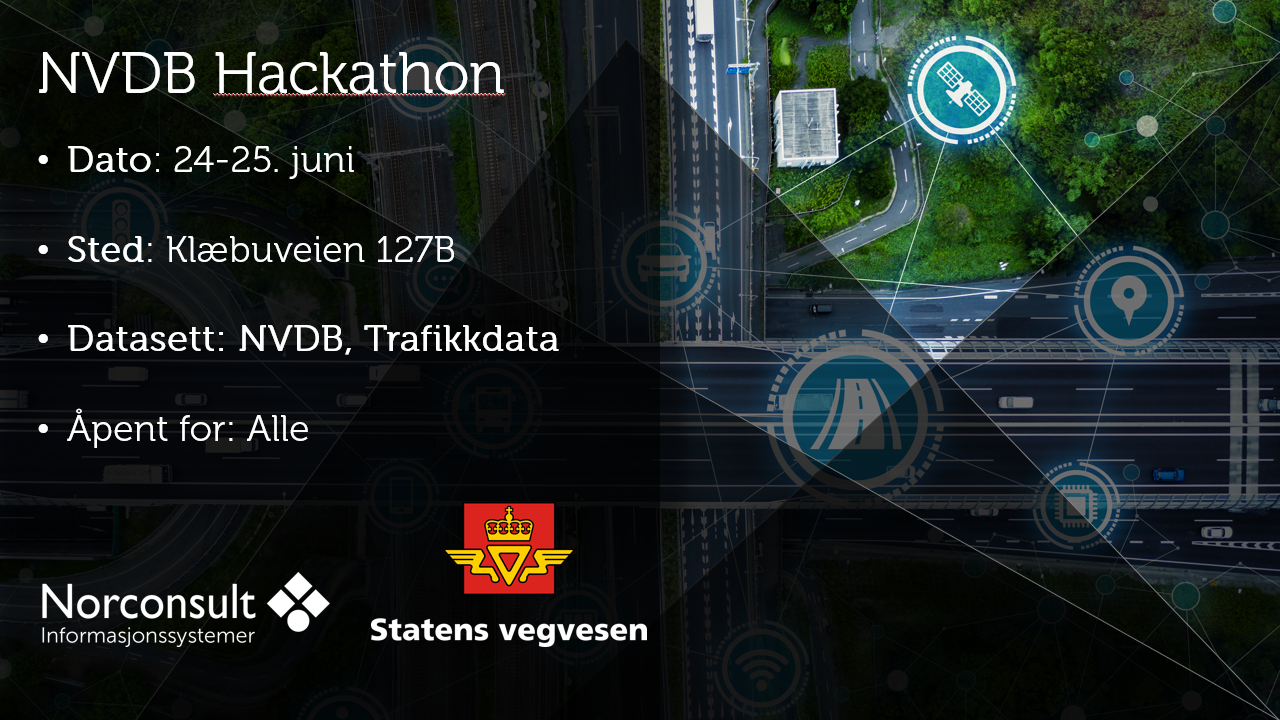 NVDB Hackathon
• Dato: 24-25. juni
• Sted: Klæbuveien 127B
• Datasett: NVDB, Trafikkdata
• Åpent for: Alle
Norconsult
Informasjonssystemer
Statens vegvesen